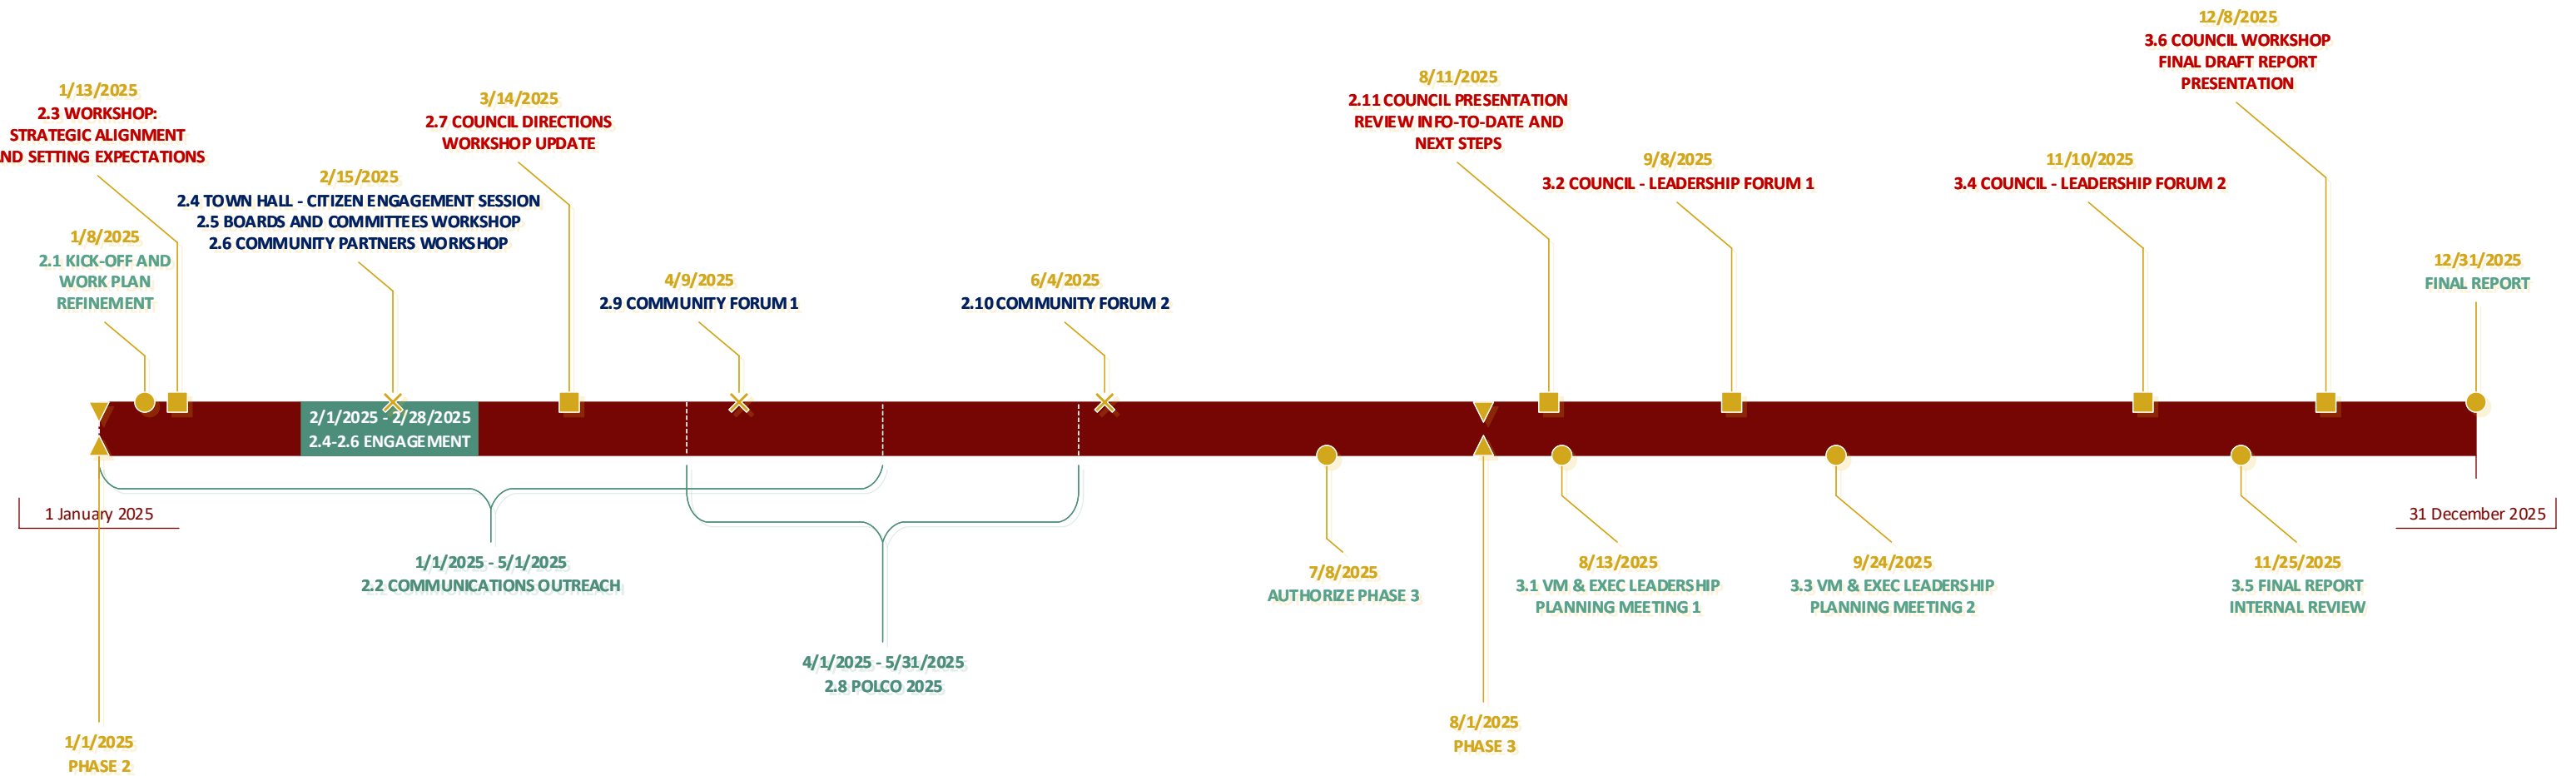 12/8/2025
3.6 COUNCIL WORKSHOP
FINAL DRAFT REPORT
PRESENTATION
1/13/2025
2.3 WORKSHOP:
STRATEGIC ALIGNMENT
ND SETTING EXPECTATIONS
3/14/2025
2.7 COUNCIL DIRECTIONS
WORKSHOP UPDATE
8/11/2025
2.11 COUNCIL PRESENTATION
REVIEW INFO-TO-DATE AND
NEXT STEPS
2/15/2025
2.4 TOWN HALL - CITIZEN ENGAGEMENT SESSION
2.5 BOARDS AND COMMITTEES WORKSHOP
2.6 COMMUNITY PARTNERS WORKSHOP
9/8/2025
3.2 COUNCIL - LEADERSHIP FORUM 1
11/10/2025
3.4 COUNCIL - LEADERSHIP FORUM 2
1/8/2025
2.1 KICK-OFF AND
WORK PLAN
REFINEMENT
4/9/2025
2.9 COMMUNITY FORUM 1
6/4/2025
2.10 COMMUNITY FORUM 2
12/31/2025
FINAL REPORT
2/1/2025 - 2/28/2025
2.4-2.6 ENGAGEMENT
1 January 2025
31 December 2025
1/1/2025 - 5/1/2025
2.2 COMMUNICATIONS OUTREACH
7/8/2025
AUTHORIZE PHASE 3
8/13/2025
3.1 VM & EXEC LEADERSHIP
PLANNING MEETING 1
9/24/2025
3.3 VM & EXEC LEADERSHIP
PLANNING MEETING 2
11/25/2025
3.5 FINAL REPORT
INTERNAL REVIEW
4/1/2025 - 5/31/2025
2.8 POLCO 2025
1/1/2025
PHASE 2
8/1/2025
PHASE 3